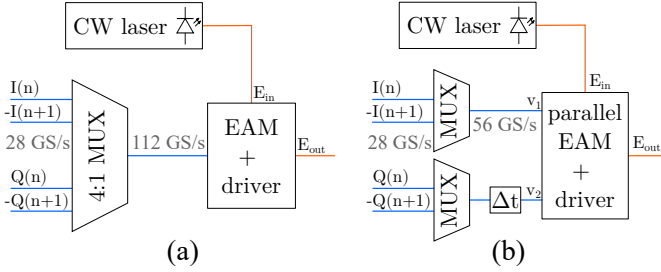 CW laser
E_in
I(n)
-I(n+1)
28 GS/s
Q(n)
-Q(n+1)
4:1 MUX
112 GS/s
EAM
+
driver
E_out
(a)
CW laser
E_in
I(n)
-I(n+1)
28 GS/s
Q(n)
-Q(n+1)
MUX
MUX
56 GS/s
v_1
Δt
v_2
parallel
EAM
+
driver
E_out
(b)